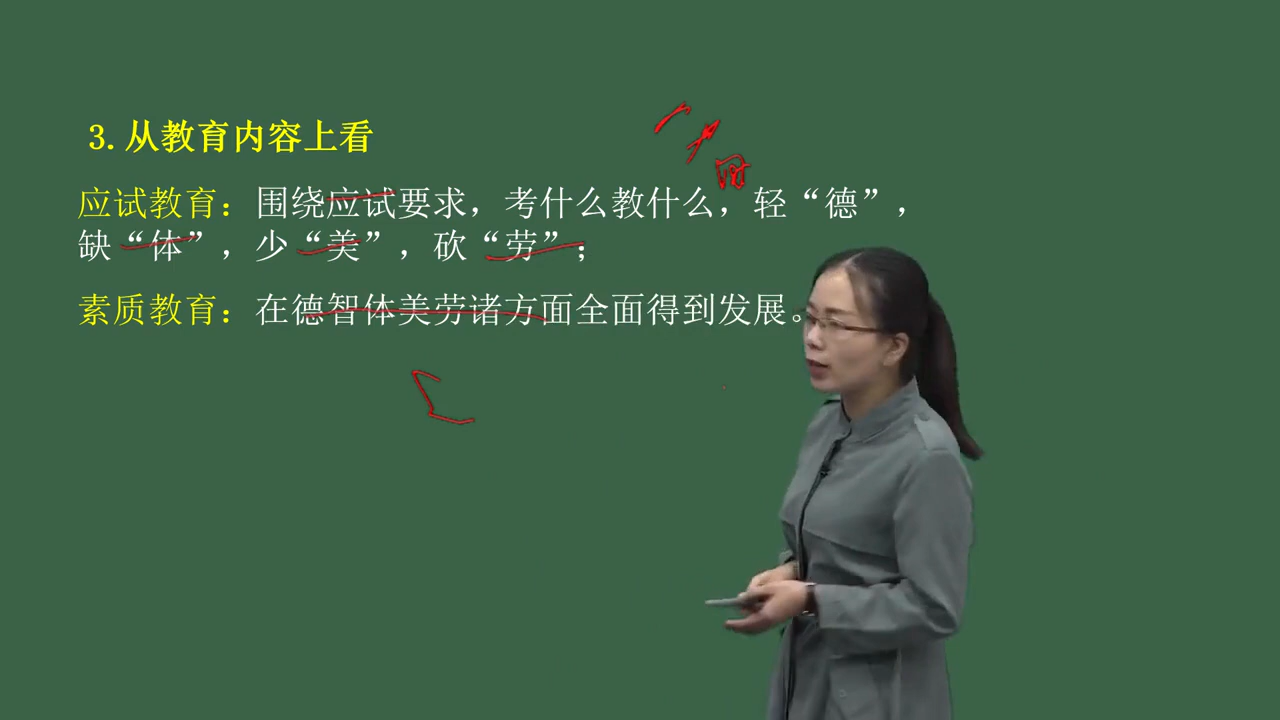 3.从教育内容上看
应试教育：围绕应试要求，考什么教什么，轻“德”，
缺“体”，少“美”，砍“劳”；
素质教育：在德智体美劳诸方面全面得到发展。